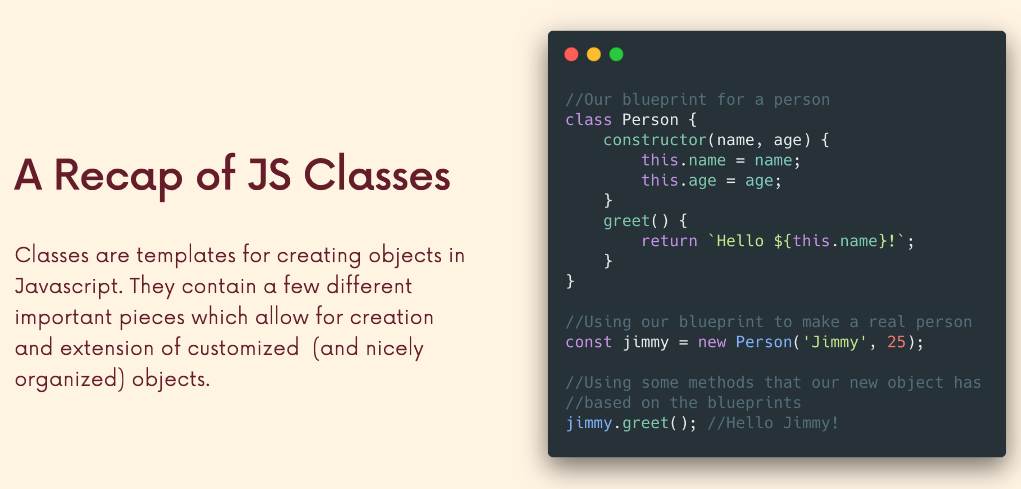 A Recap of JS Classes
Classes are templates for creating objects in
Javascript. They contain a few different
important pieces which allow for creation
and extension of customized  (and nicely
organized) objects.
//Our blueprint for a person
class Person {
    constructor(name, age) {
        this.name = name;
        this.age = age;
    }
    greet() {
        return `Hello ${this.name}!`;
    }
}
//Using our blueprint to make a real person
const jimmy = new Person('Jimmy', 25);
//Using some methods that our new object has
//based on the blueprints
jimmy.greet(); //Hello Jimmy!